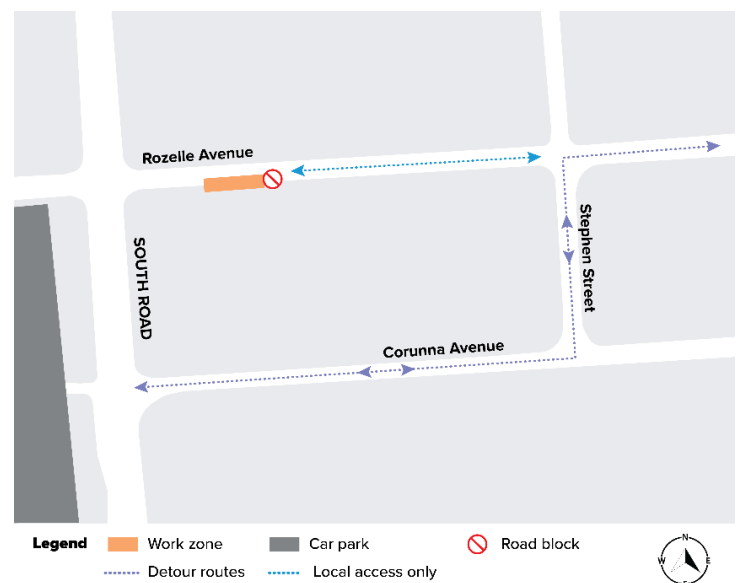 Rozelle Avenue
SOUTH ROAD
Stephen Street
Corunna Avenue
Legend
Work zone
Car park
Road block
Detour routes
Local access only
N
W
E